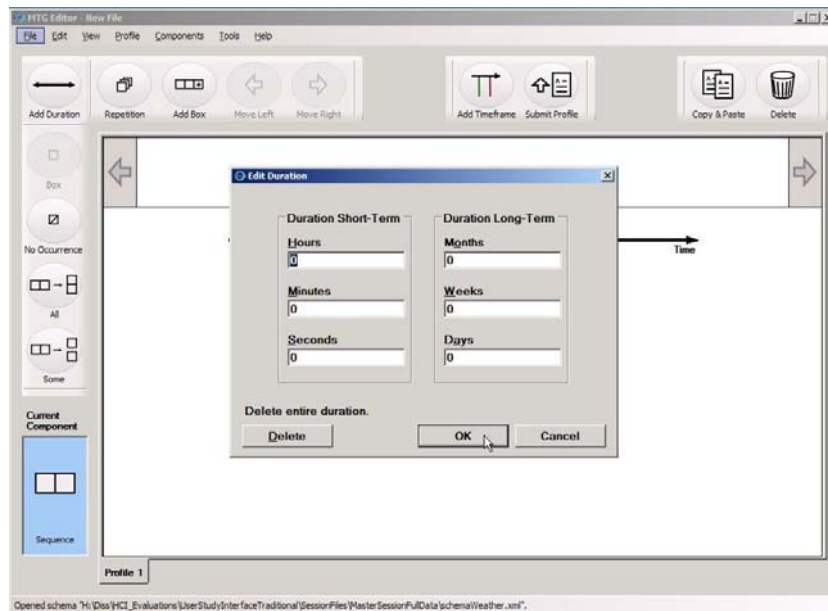 MTG Editor - New File
File Edit View Profile Components Tools Help
Add Duration Repetition Add Box Move Left Move Right Add Timeframe Submit Profile Copy & Paste Delete
Box
No Occurrence
All
Some
Current
Component
Sequence
Edit Duration
Duration Short-Term Duration Long-Term
Hours Months
0 0
Minutes Weeks
0 0
Seconds Days
0 0
Delete entire duration.
Delete OK Cancel
Time
Profile 1
Opened schema "H:\Diss\HCI_Evaluations\UserStudyInterfaceTraditional\SessionFiles\MasterSessionFullData\schemaWeather.xml".